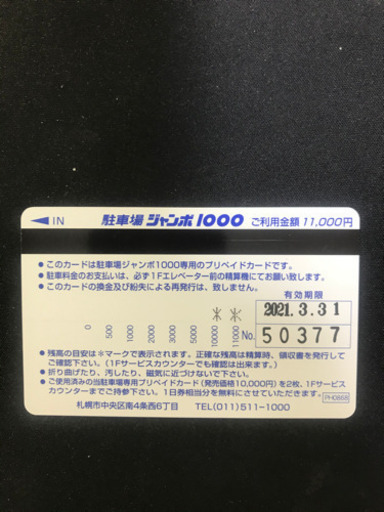 ◀IN 駐車場 ジャンボ1000 ご利用金額 11,000円
●このカードは駐車場ジャンボ1000専用のプリペイドカードです。
●駐車料金のお支払いは、必ず1Fエレベーター前の精算機にてお願い致します。
●このカードの換金及び紛失による再発行は、致しません。
有効期限
2021.3.31
0 500 1000 2000 3000 5000 10000 11000
No. 50377
●残高の目安は※マークで表示されます。正確な残高は精算時、領収書を発行して
ご確認下さい。(1Fサービスカウンターでも確認は出来ます。)
●折り曲げたり、汚したり、磁気に近づけないで下さい。
●ご使用済みの当駐車場専用プリペイドカード(発売価格10,000円)を2枚、1Fサービス
カウンターまでご持参下さい。1日券相当分を無料にさせていただきます。
PH0868
札幌市中央区南4条西6丁目 TEL(011)511-1000